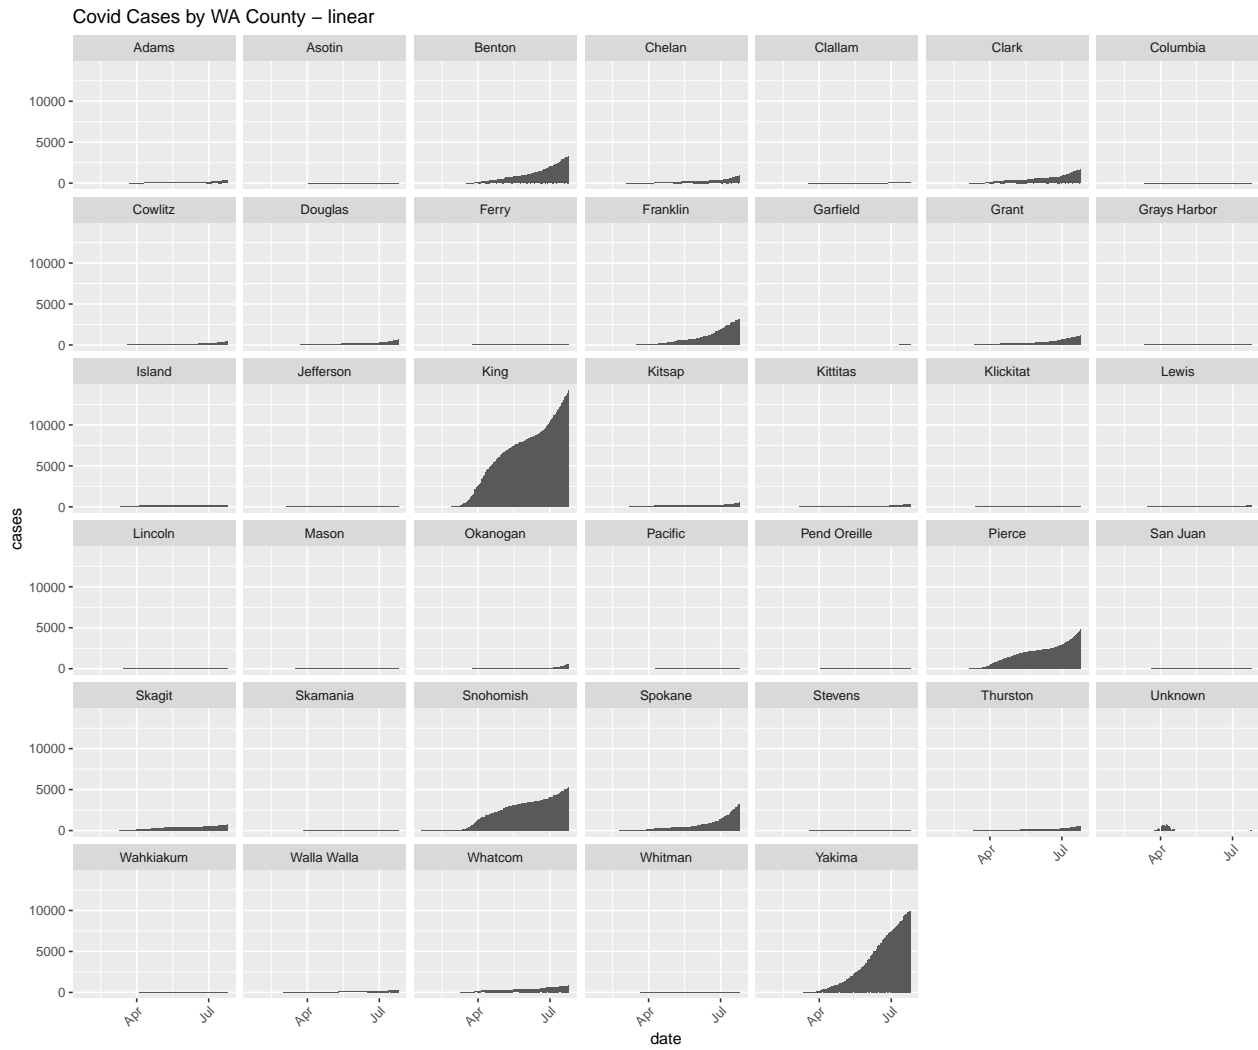 Covid Cases by WA County – linear
Adams Asotin Benton Chelan Clallam Clark Columbia
10000
5000
0
Cowlitz Douglas Ferry Franklin Garfield Grant Grays Harbor
10000
5000
0
Island Jefferson King Kitsap Kittitas Klickitat Lewis
10000
5000
0
cases
Lincoln Mason Okanogan Pacific Pend Oreille Pierce San Juan
10000
5000
0
Skagit Skamania Snohomish Spokane Stevens Thurston Unknown
10000
5000
0
Apr Jul Apr Jul
Wahkiakum Walla Walla Whatcom Whitman Yakima
10000
5000
0
Apr Jul Apr Jul Apr Jul Apr Jul Apr Jul
date